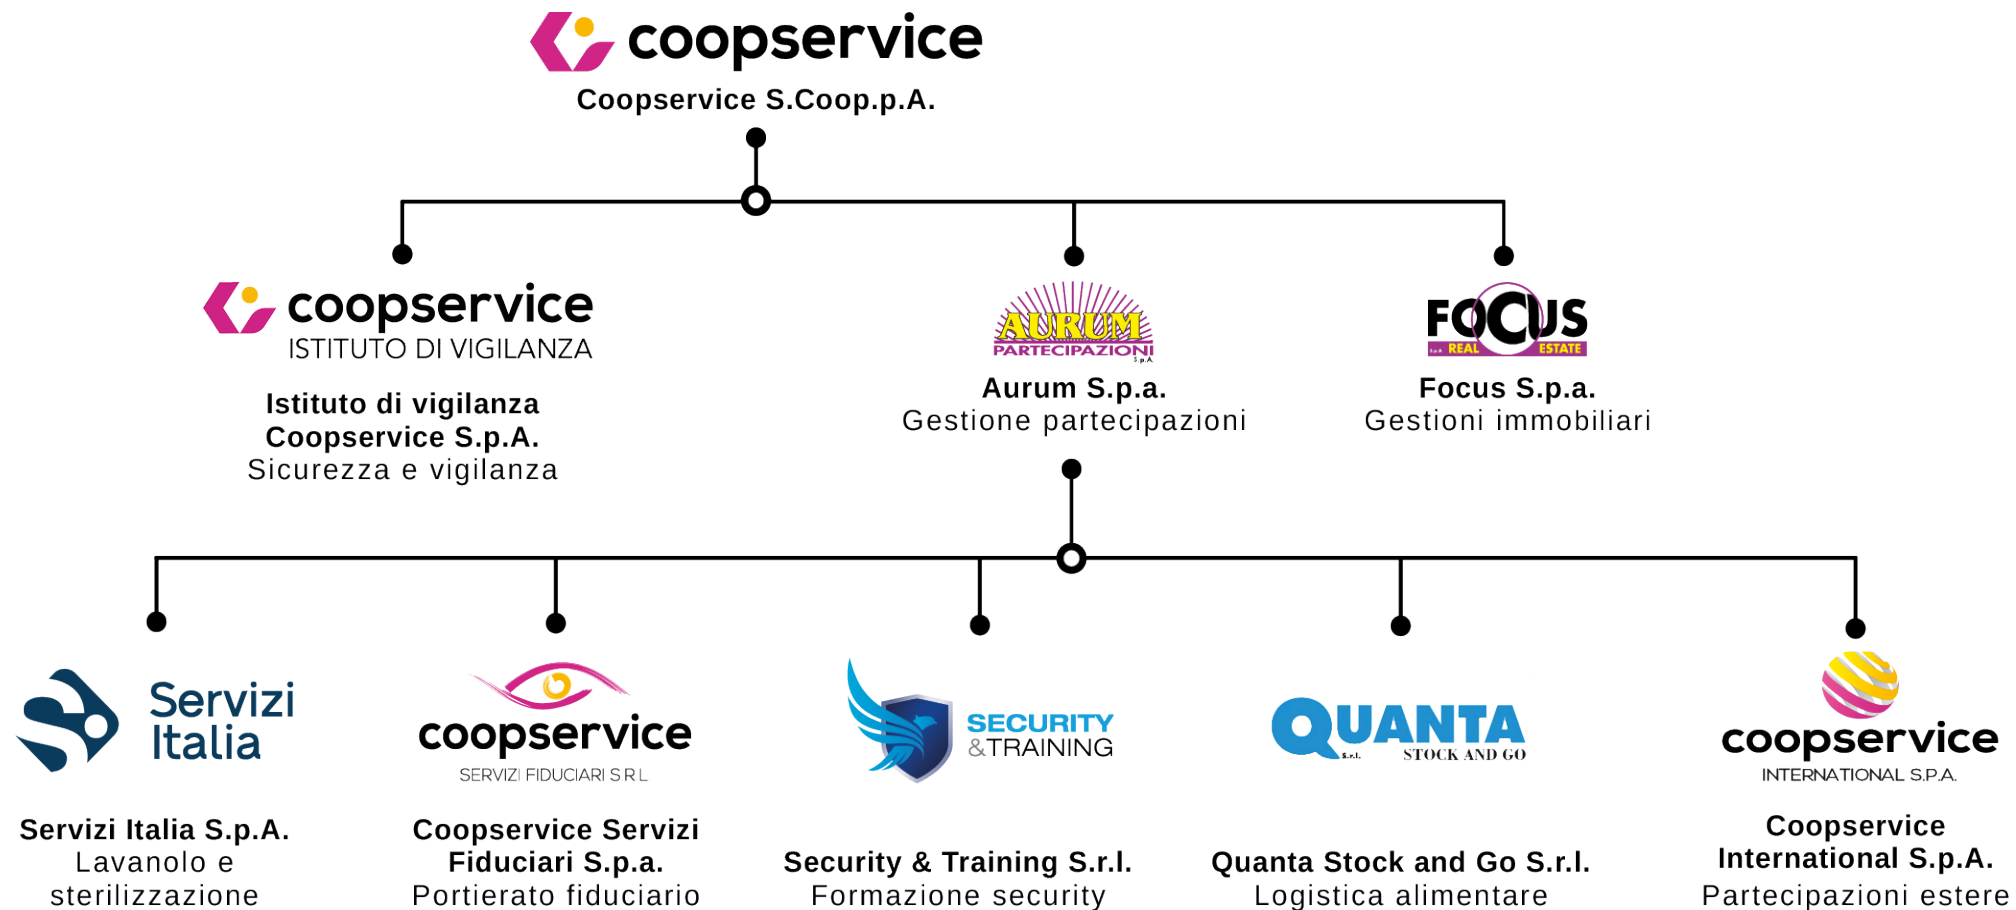 coopservice
Coopservice S.Coop.p.A.
coopservice
ISTITUTO DI VIGILANZA
Istituto di vigilanza
Coopservice S.p.A.
Sicurezza e vigilanza
AURUM
PARTECIPAZIONI
S.p.A.
Aurum S.p.a.
Gestione partecipazioni
FOCUS
S.p.A. REAL ESTATE
Focus S.p.a.
Gestioni immobiliari
Servizi
Italia
Servizi Italia S.p.A.
Lavanolo e
sterilizzazione
coopservice
SERVIZI FIDUCIARI S R L
Coopservice Servizi
Fiduciari S.p.a.
Portierato fiduciario
SECURITY
&TRAINING
Security & Training S.r.l.
Formazione security
QUANTA
S.r.l. STOCK AND GO
Quanta Stock and Go S.r.l.
Logistica alimentare
coopservice
INTERNATIONAL S.P.A.
Coopservice
International S.p.A.
Partecipazioni estere